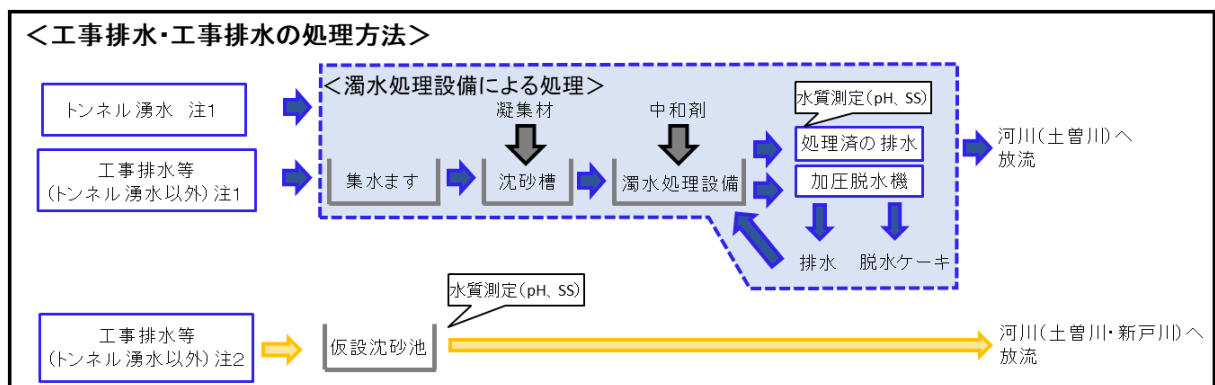 ＜工事排水・工事排水の処理方法＞
＜濁水処理設備による処理＞
トンネル湧水 注1
工事排水等
(トンネル湧水以外)注1
凝集材
中和剤
水質測定(pH、SS)
集水ます
沈砂槽
濁水処理設備
処理済の排水
加圧脱水機
排水
脱水ケーキ
河川(土曽川)へ
放流
工事排水等
(トンネル湧水以外)注2
仮設沈砂池
水質測定(pH、SS)
河川(土曽川・新戸川)へ
放流